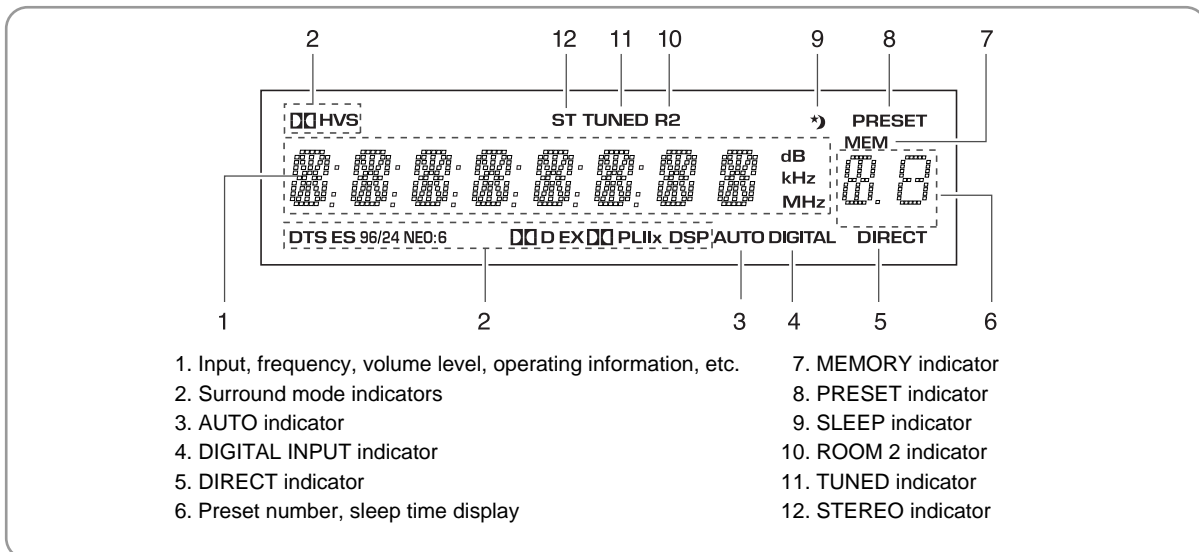 2 12 11 10 9 8 7
HVS ST TUNED R2 PRESET
MEM
dB
kHz
MHz
DTS ES 96/24 NEO:6 D EX PLIIx DSP AUTO DIGITAL DIRECT
1 2 3 4 5 6
1. Input, frequency, volume level, operating information, etc.
2. Surround mode indicators
3. AUTO indicator
4. DIGITAL INPUT indicator
5. DIRECT indicator
6. Preset number, sleep time display
7. MEMORY indicator
8. PRESET indicator
9. SLEEP indicator
10. ROOM 2 indicator
11. TUNED indicator
12. STEREO indicator